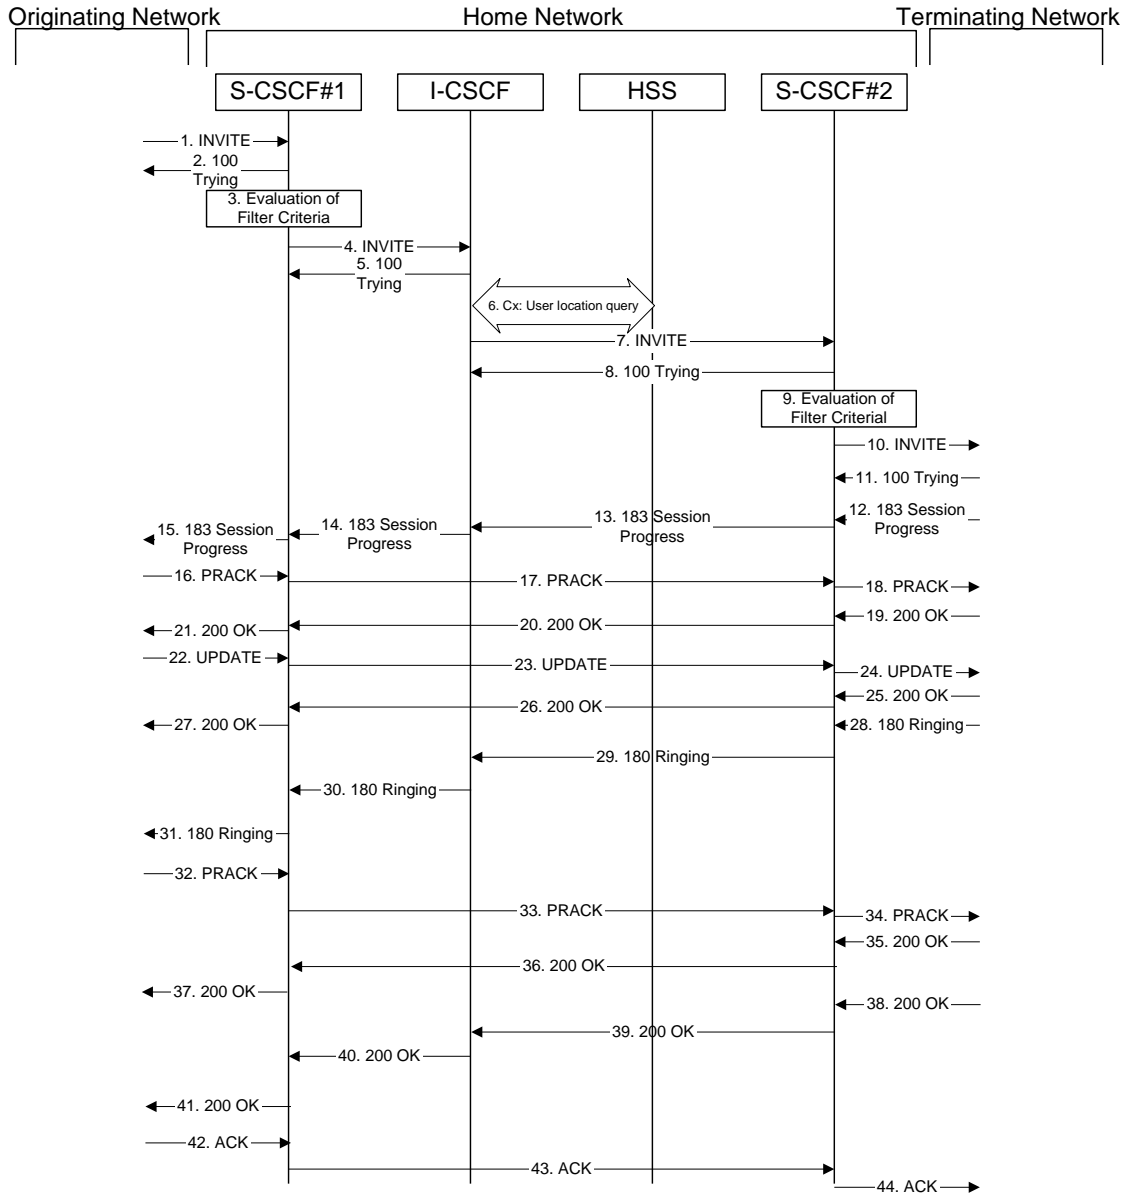 Originating Network
Home Network
Terminating Network
S-CSCF#1
I-CSCF
HSS
S-CSCF#2
1. INVITE
2. 100
Trying
3. Evaluation of
Filter Criteria
4. INVITE
5. 100
Trying
6. Cx: User location query
7. INVITE
8. 100 Trying
9. Evaluation of
Filter Criterial
10. INVITE
11. 100 Trying
12. 183 Session
Progress
13. 183 Session
Progress
14. 183 Session
Progress
15. 183 Session
Progress
16. PRACK
17. PRACK
18. PRACK
19. 200 OK
20. 200 OK
21. 200 OK
22. UPDATE
23. UPDATE
24. UPDATE
25. 200 OK
26. 200 OK
27. 200 OK
28. 180 Ringing
29. 180 Ringing
30. 180 Ringing
31. 180 Ringing
32. PRACK
33. PRACK
34. PRACK
35. 200 OK
36. 200 OK
37. 200 OK
38. 200 OK
39. 200 OK
40. 200 OK
41. 200 OK
42. ACK
43. ACK
44. ACK